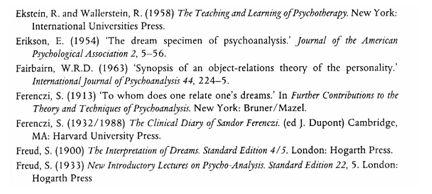 Ekstein, R. and Wallerstein, R. (1958) The Teaching and Learning of Psychotherapy. New York:
International Universities Press.
Erikson, E. (1954) 'The dream specimen of psychoanalysis.' Journal of the American
Psychological Association 2, 5–56.
Fairbairn, W.R.D. (1963) 'Synopsis of an object-relations theory of the personality.'
International Journal of Psychoanalysis 44, 224–5.
Ferenczi, S. (1913) 'To whom does one relate one's dreams.' In Further Contributions to the
Theory and Techniques of Psychoanalysis. New York: Bruner/Mazel.
Ferenczi, S. (1932/1988) The Clinical Diary of Sandor Ferenczi. (ed J. Dupont) Cambridge,
MA: Harvard University Press.
Freud, S. (1900) The Interpretation of Dreams. Standard Edition 4/5. London: Hogarth Press.
Freud, S. (1933) New Introductory Lectures on Psycho-Analysis. Standard Edition 22, 5. London:
Hogarth Press